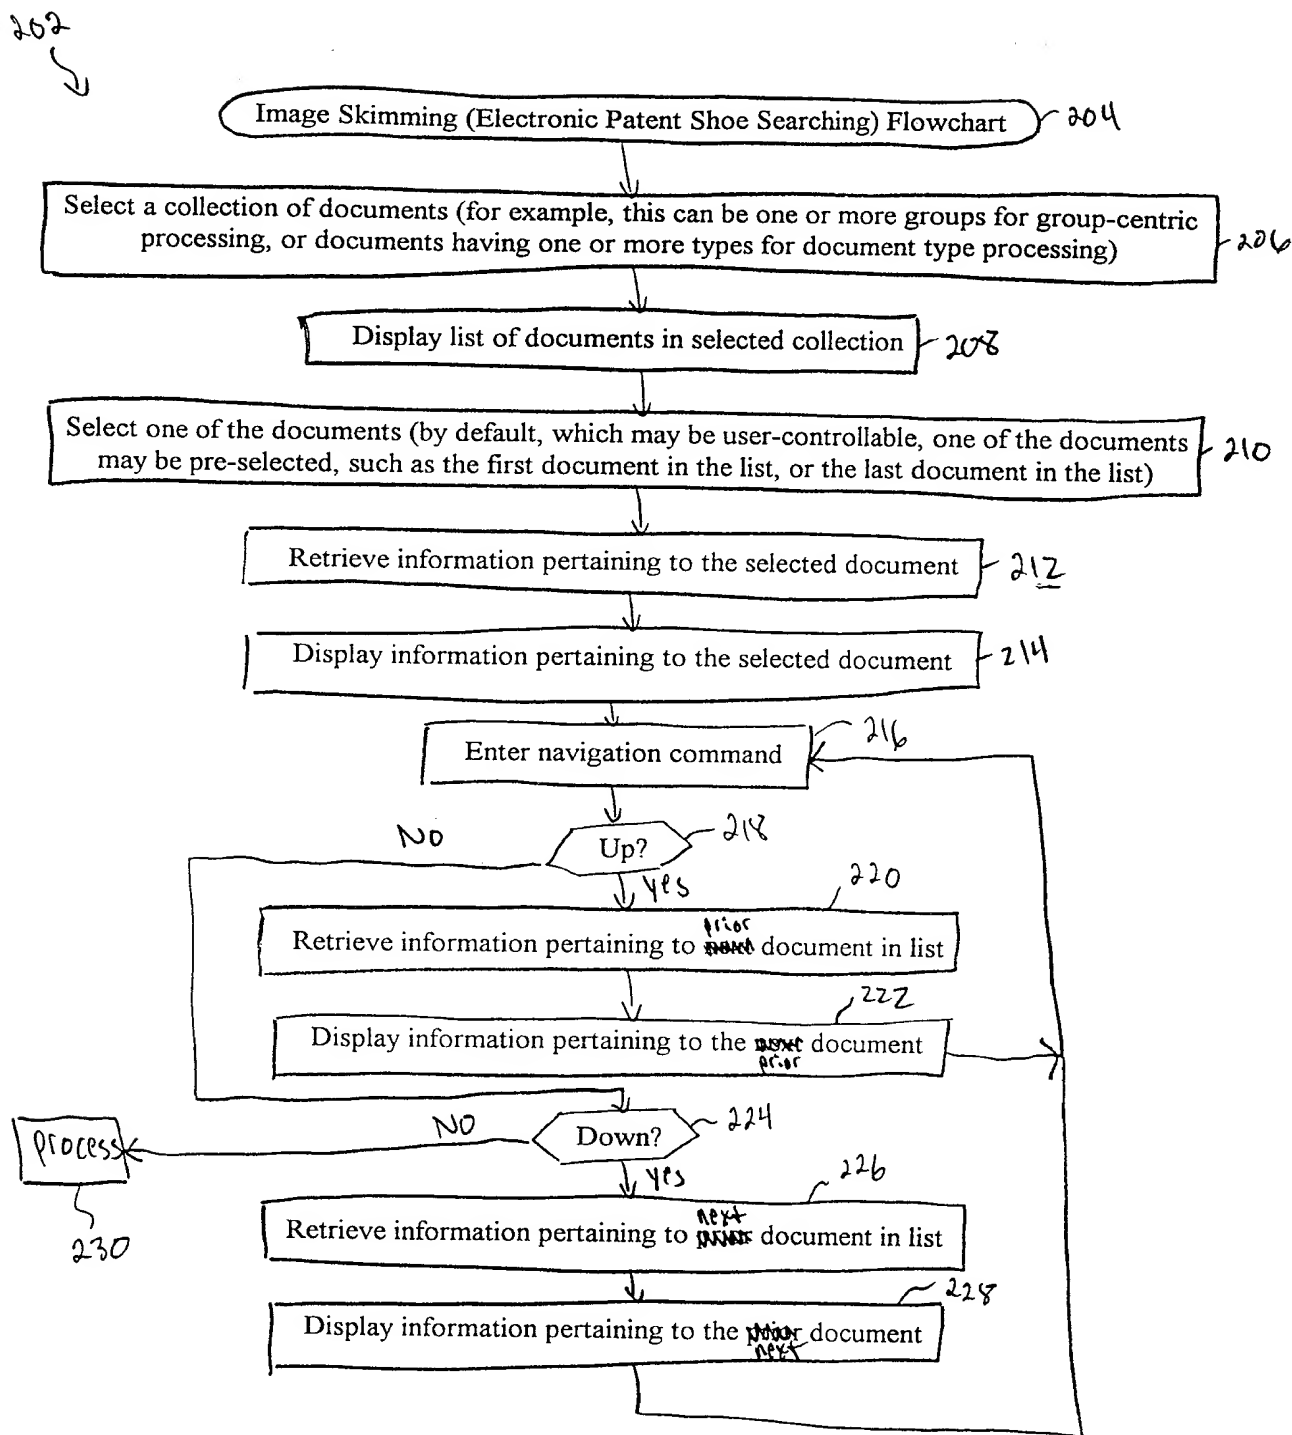 202
Image Skimming (Electronic Patent Shoe Searching) Flowchart
204
Select a collection of documents (for example, this can be one or more groups for group-centric
processing, or documents having one or more types for document type processing)
206
Display list of documents in selected collection
208
Select one of the documents (by default, which may be user-controllable, one of the documents
may be pre-selected, such as the first document in the list, or the last document in the list)
210
Retrieve information pertaining to the selected document
212
Display information pertaining to the selected document
214
Enter navigation command
216
Up?
218
NO
yes
220
prior
Retrieve information pertaining to next document in list
222
Display information pertaining to the next document
prior
Down?
224
NO
process
230
yes
226
next
Retrieve information pertaining to prior document in list
228
Display information pertaining to the prior document
next